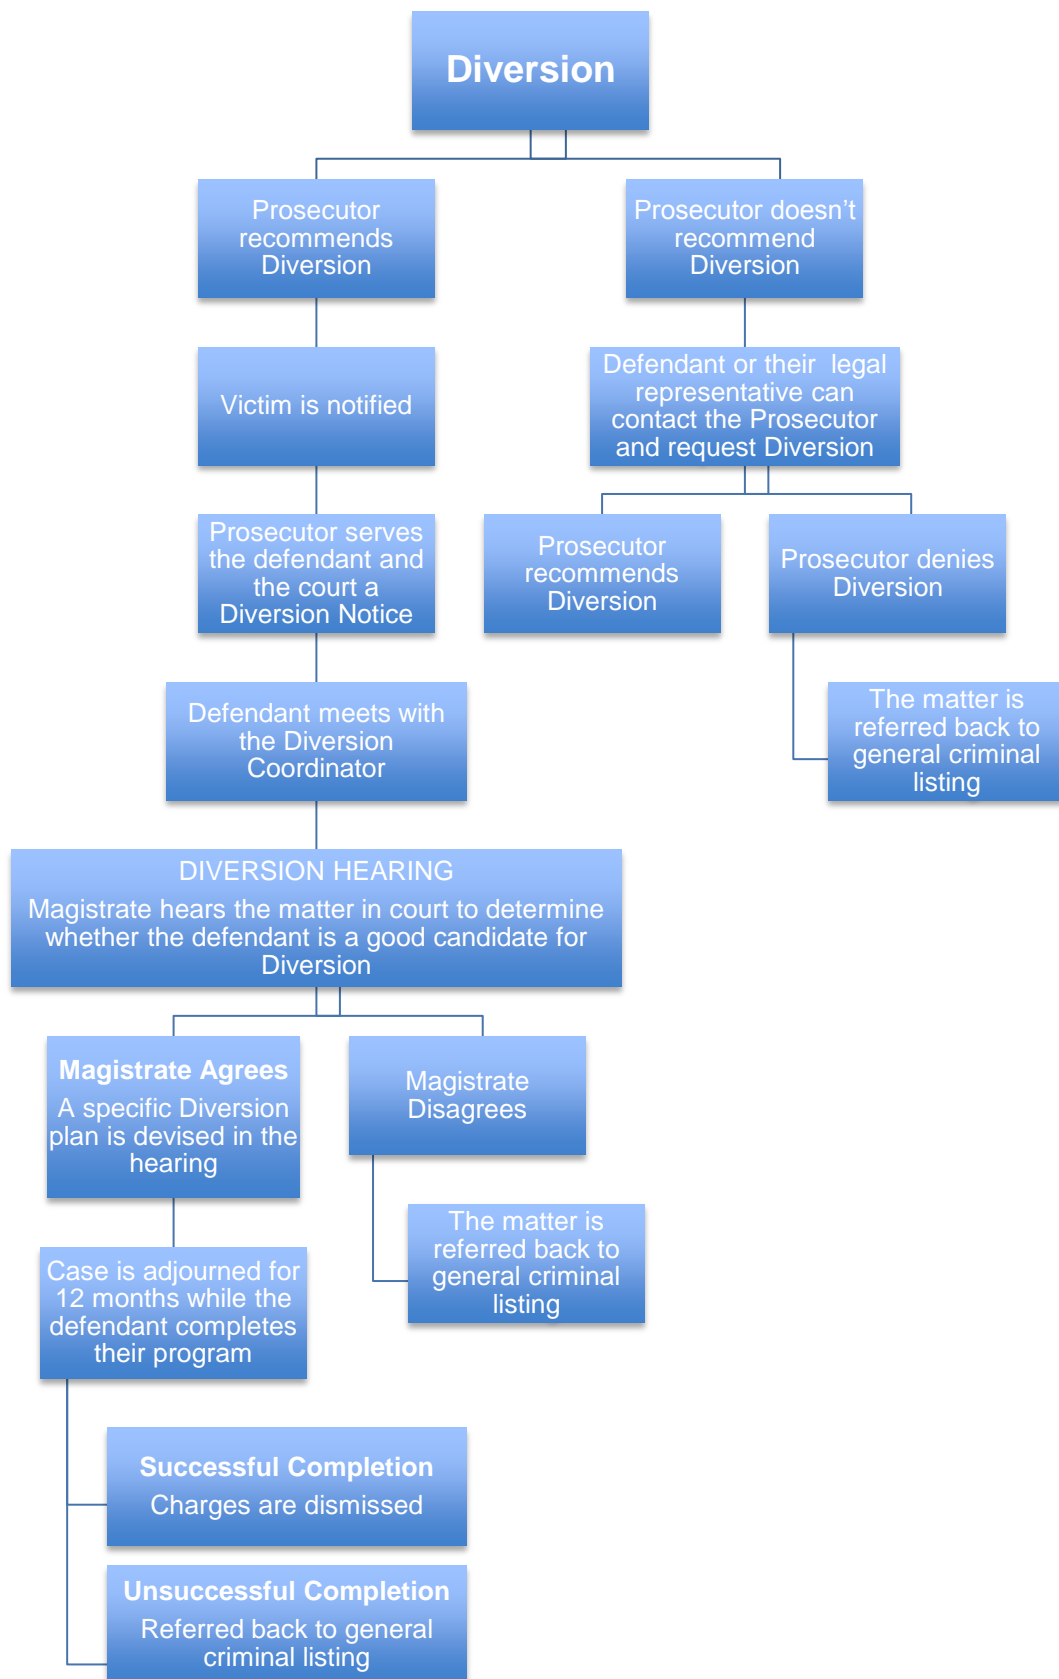 Diversion
Prosecutor
recommends
Diversion
Prosecutor doesn’t
recommend
Diversion
Victim is notified
Defendant or their  legal
representative can
contact the Prosecutor
and request Diversion
Prosecutor serves
the defendant and
the court a
Diversion Notice
Prosecutor
recommends
Diversion
Prosecutor denies
Diversion
Defendant meets with
the Diversion
Coordinator
The matter is
referred back to
general criminal
listing
DIVERSION HEARING
Magistrate hears the matter in court to determine
whether the defendant is a good candidate for
Diversion
Magistrate Agrees
A specific Diversion
plan is devised in the
hearing
Magistrate
Disagrees
The matter is
referred back to
general criminal
listing
Case is adjourned for
12 months while the
defendant completes
their program
Successful Completion
Charges are dismissed
Unsuccessful Completion
Referred back to general
criminal listing